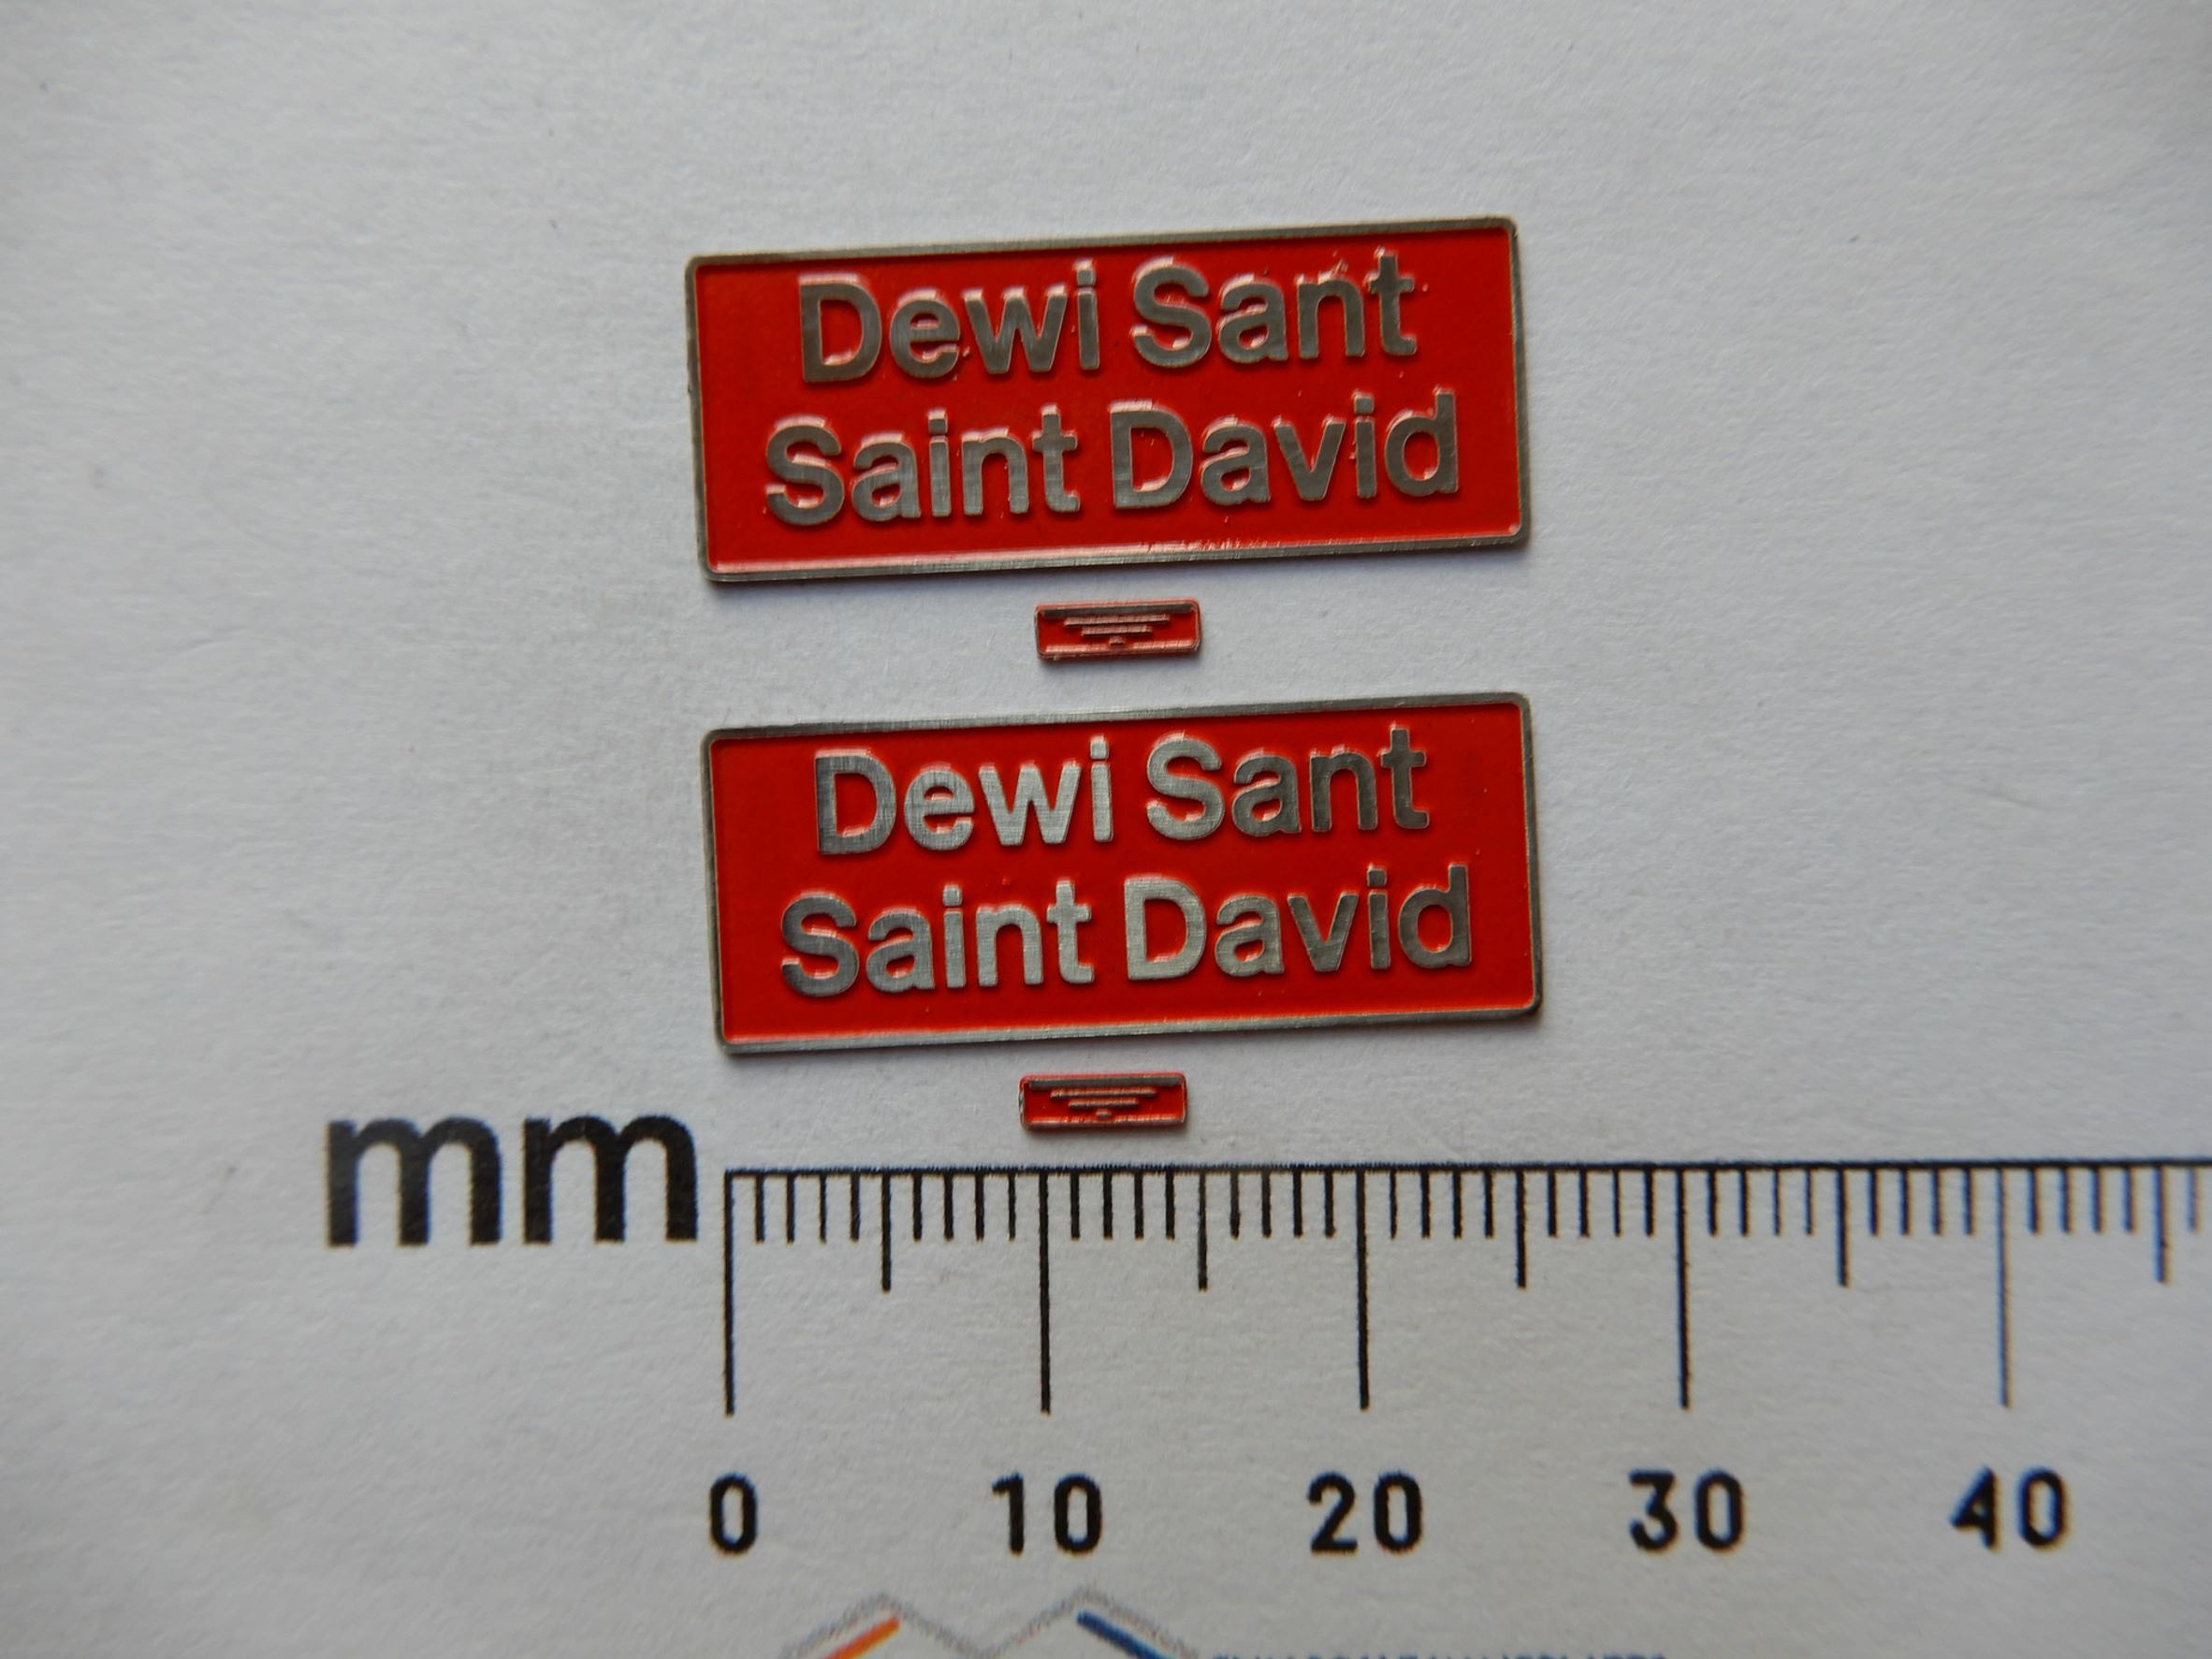 Dewi Sant
Saint David
Dewi Sant
Saint David
mm
0 10 20 30 40